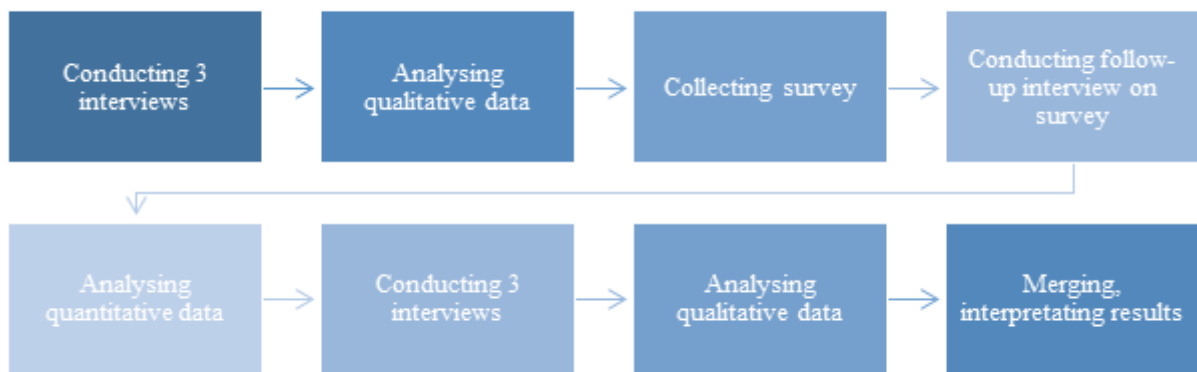 Conducting 3
interviews
Analysing
qualitative data
Collecting survey
Conducting follow-
up interview on
survey
Analysing
quantitative data
Conducting 3
interviews
Analysing
qualitative data
Merging,
interpretating results